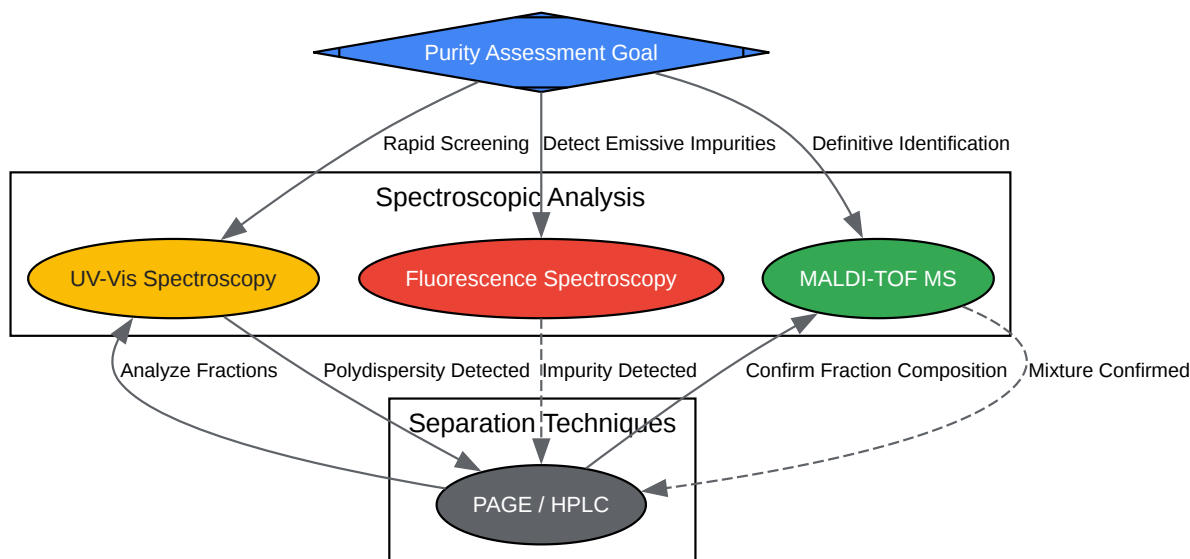 Purity Assessment Goal
Rapid Screening
Detect Emissive Impurities
Definitive Identification
Spectroscopic Analysis
UV-Vis Spectroscopy
Fluorescence Spectroscopy
MALDI-TOF MS
Analyze Fractions
Polydispersity Detected
Impurity Detected
Confirm Fraction Composition
Mixture Confirmed
Separation Techniques
PAGE / HPLC